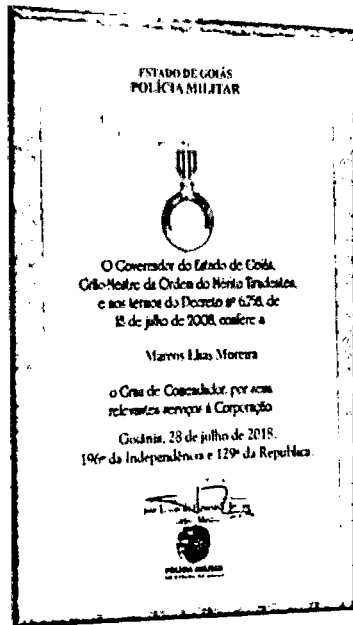 ESTADO DE GOIÁS
POLÍCIA MILITAR
O Governador do Estado de Goiás,
Grão-Mestre da Ordem do Mérito Tiradentes,
e nos termos do Decreto nº 6.758, de
18 de julho de 2008, confere a
Marcos Elias Moreira
o Grau de Comendador, por seus
relevantes serviços à Corporação
Goiânia, 28 de julho de 2018,
196º da Independência e 129º da República.
POLÍCIA MILITAR